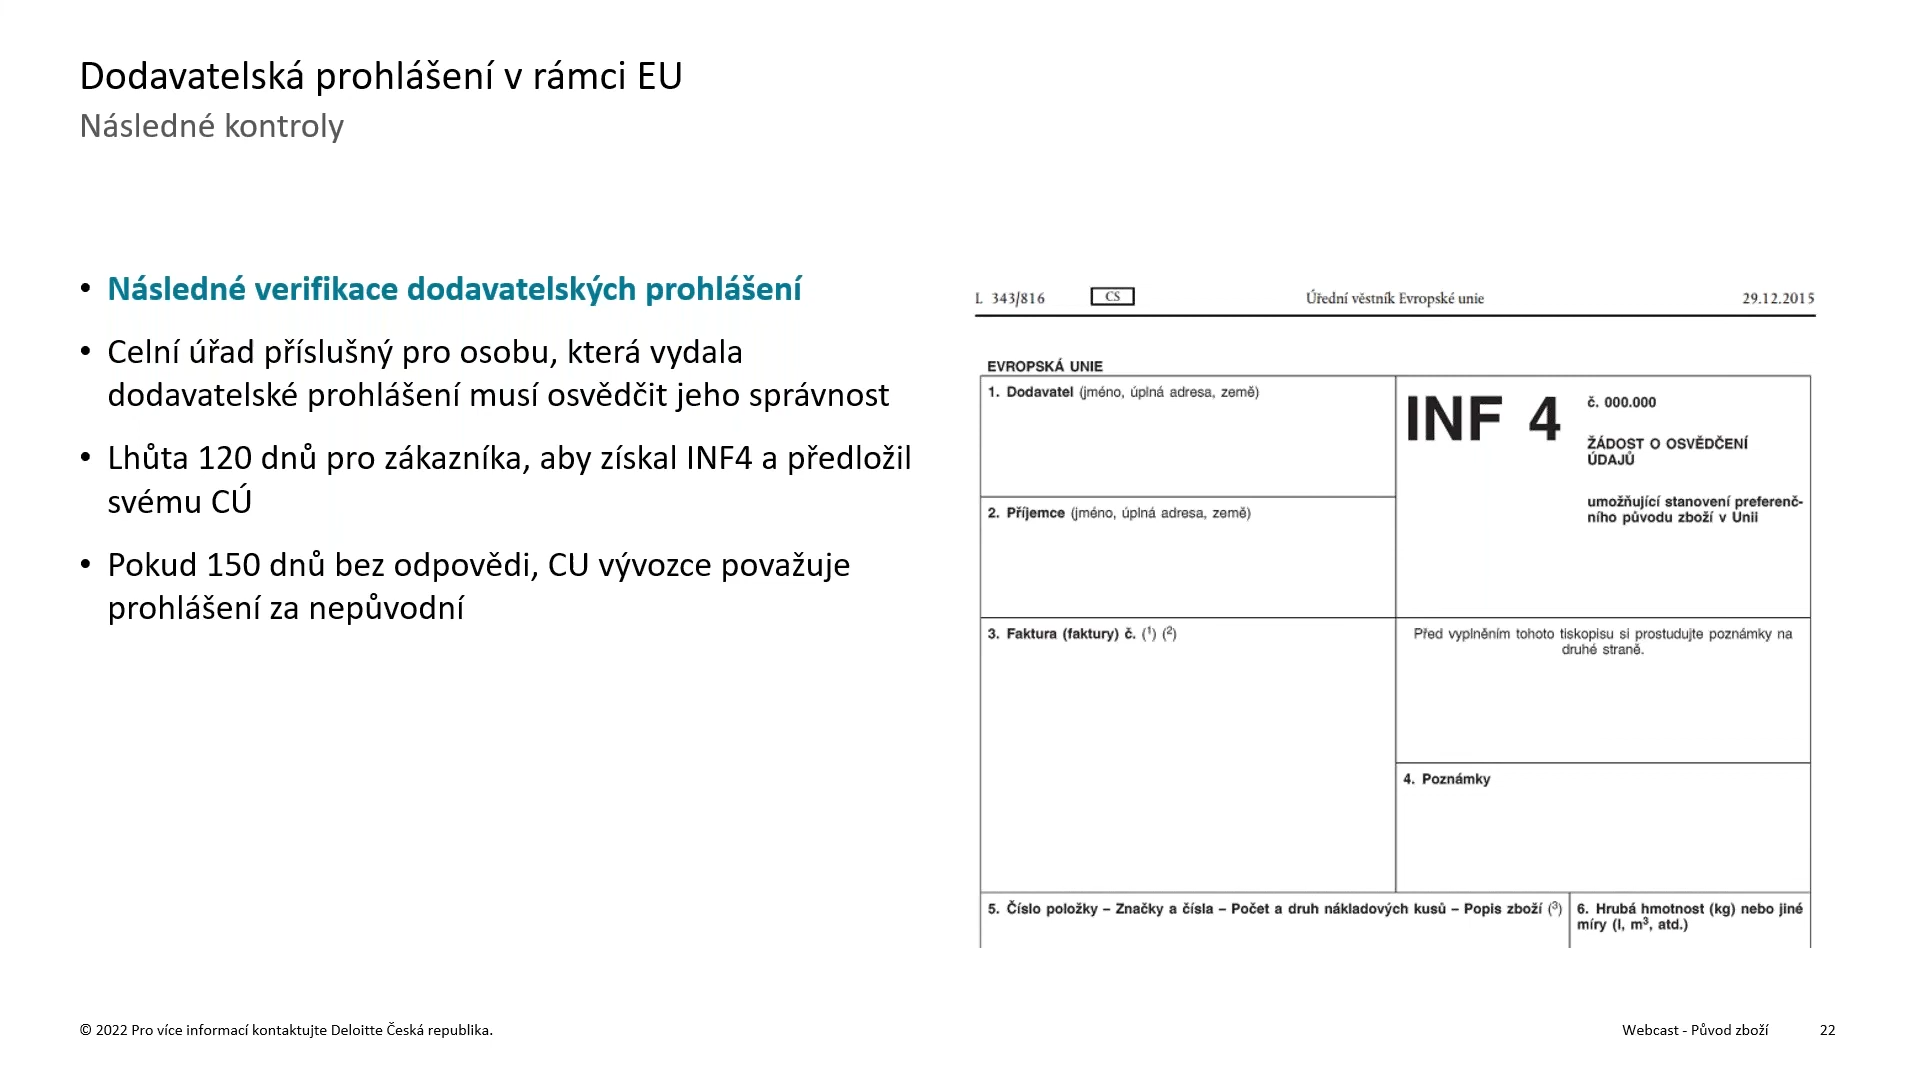 Dodavatelská prohlášení v rámci EU
Následné kontroly
• Následné verifikace dodavatelských prohlášení
• Celní úřad příslušný pro osobu, která vydala
dodavatelské prohlášení musí osvědčit jeho správnost
• Lhůta 120 dnů pro zákazníka, aby získal INF4 a předložil
svému CÚ
• Pokud 150 dnů bez odpovědi, CU vývozce považuje
prohlášení za nepůvodní
L 343/816 CS Úřední věstník Evropské unie 29.12.2015
EVROPSKÁ UNIE
1. Dodavatel (jméno, úplná adresa, země)
INF 4
č. 000.000
ŽÁDOST O OSVĚDČENÍ
ÚDAJŮ
umožňující stanovení preferenč-
ního původu zboží v Unii
2. Příjemce (jméno, úplná adresa, země)
3. Faktura (faktury) č. (1) (2)
Před vyplněním tohoto tiskopisu si prostudujte poznámky na
druhé straně.
4. Poznámky
5. Číslo položky – Značky a čísla – Počet a druh nákladových kusů – Popis zboží (3)
6. Hrubá hmotnost (kg) nebo jiné
míry (l, m3, atd.)
© 2022 Pro více informací kontaktujte Deloitte Česká republika.
Webcast - Původ zboží 22